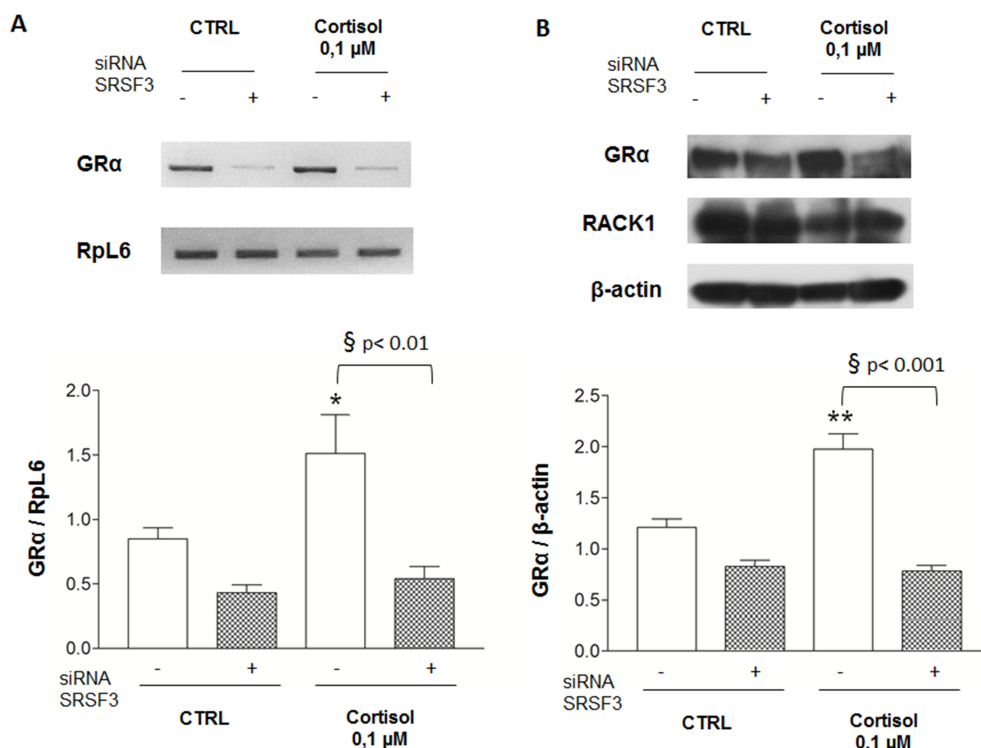 A
CTRL
Cortisol
0,1 µM
siRNA
SRSF3
- + - +
GRα
RpL6
§ p< 0.01
*
2.0
1.5
1.0
0.5
0.0
GRα / RpL6
siRNA
SRSF3
- + - +
CTRL
Cortisol
0,1 µM
B
CTRL
Cortisol
0,1 µM
siRNA
SRSF3
- + - +
GRα
RACK1
β-actin
§ p< 0.001
**
2.5
2.0
1.5
1.0
0.5
0.0
GRα / β-actin
siRNA
SRSF3
- + - +
CTRL
Cortisol
0,1 µM